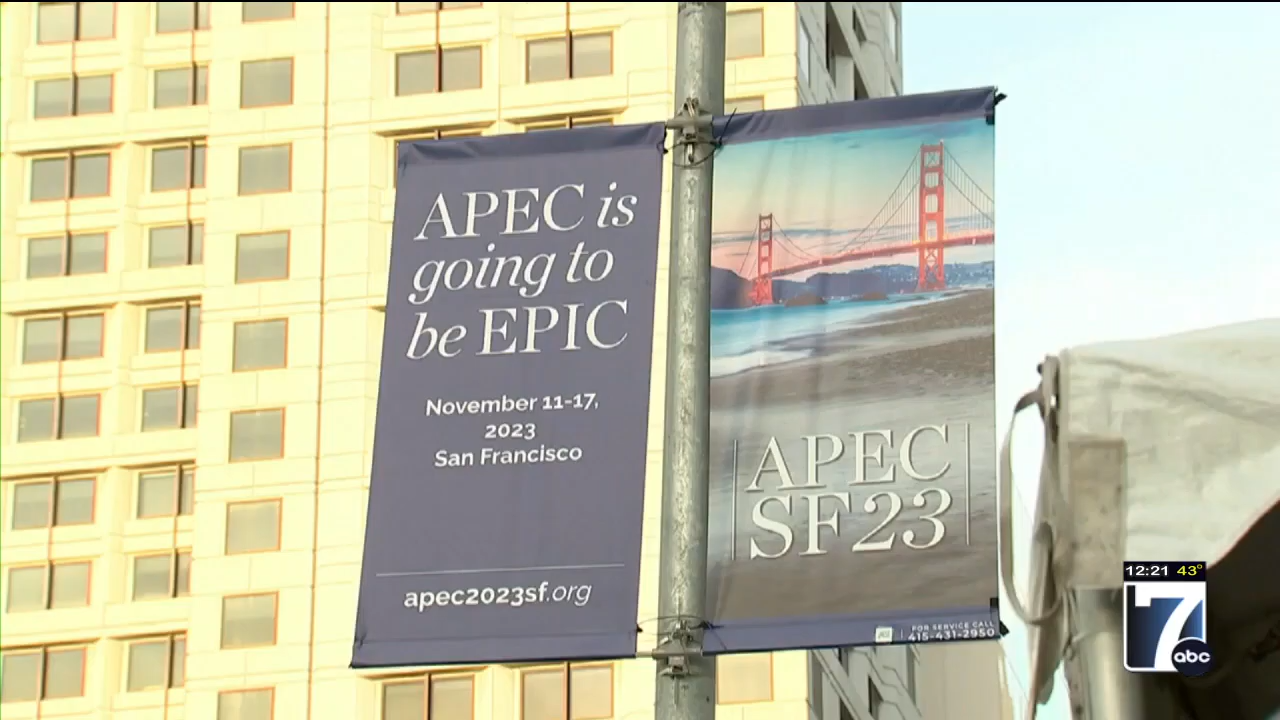 APEC is
going to
be EPIC
November 11-17,
2023
San Francisco
apec2023sf.org
APEC
SF23
FOR SERVICE CALL
415-431-2950
12:21 43°
7
abc